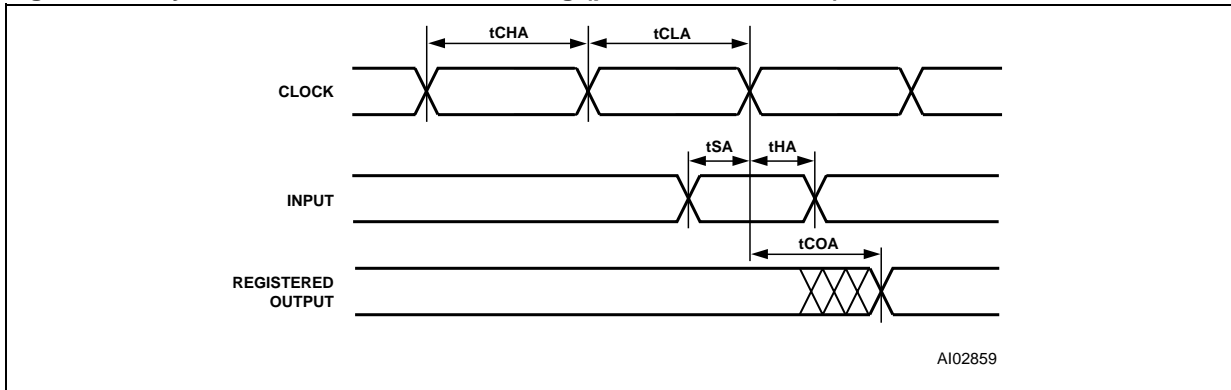 tCHA tCLA
CLOCK
tSA tHA
INPUT
tCOA
REGISTERED
OUTPUT
AI02859